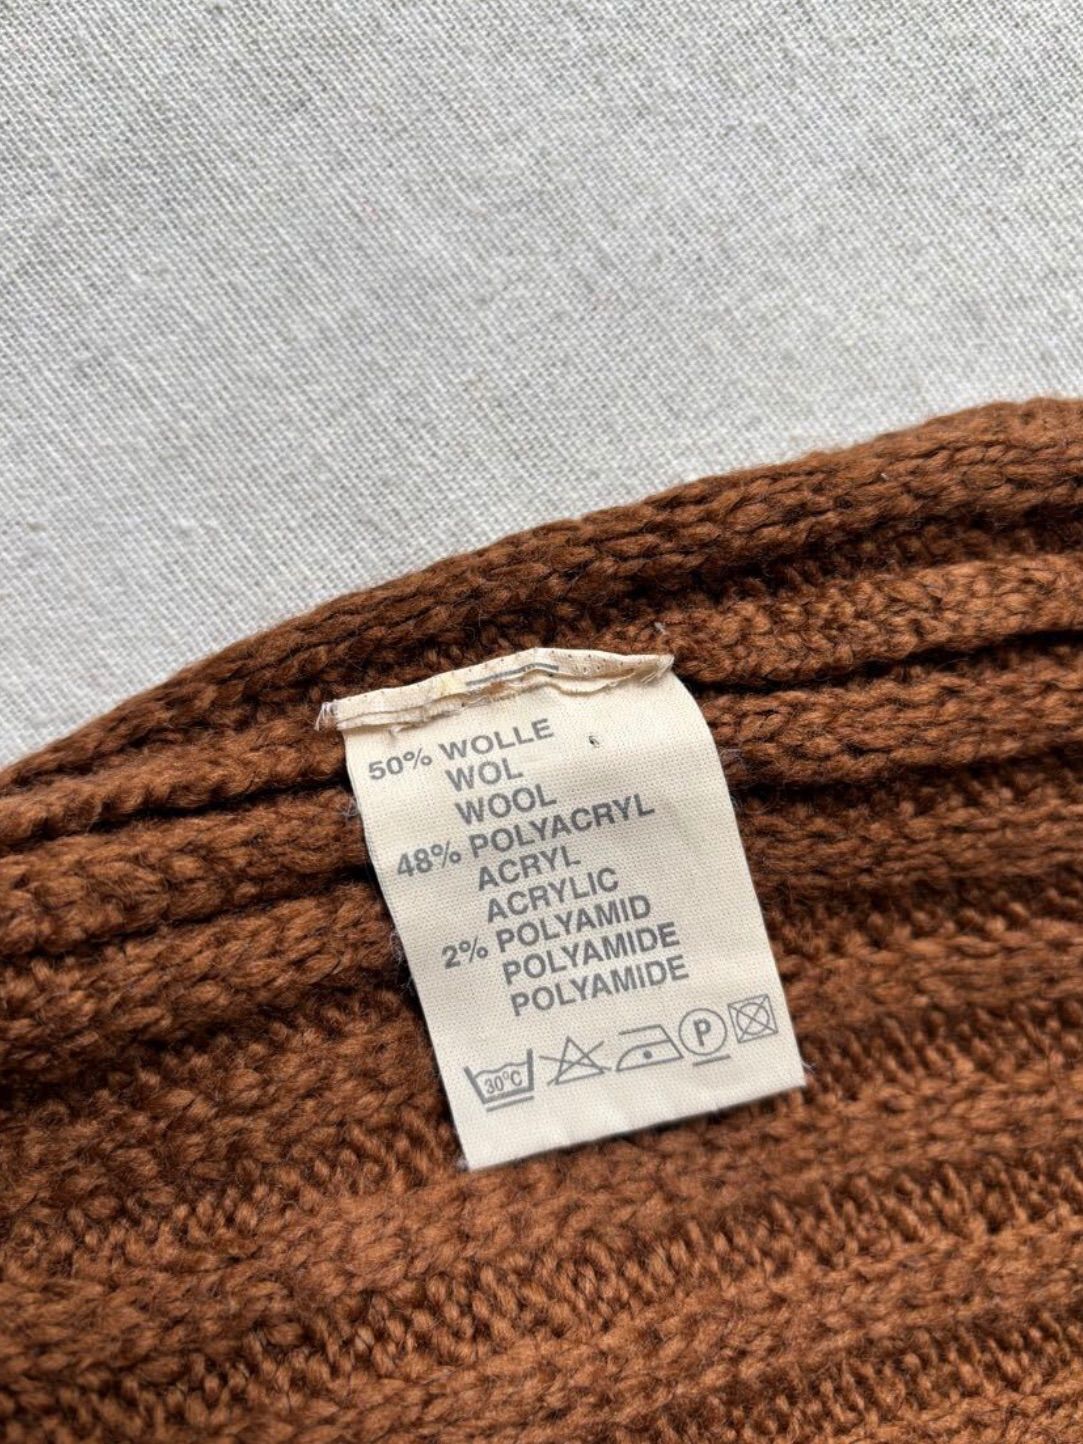 50% WOLLE
WOL
WOOL
48% POLYACRYL
ACRYL
ACRYLIC
2% POLYAMID
POLYAMIDE
POLYAMIDE
30°C P